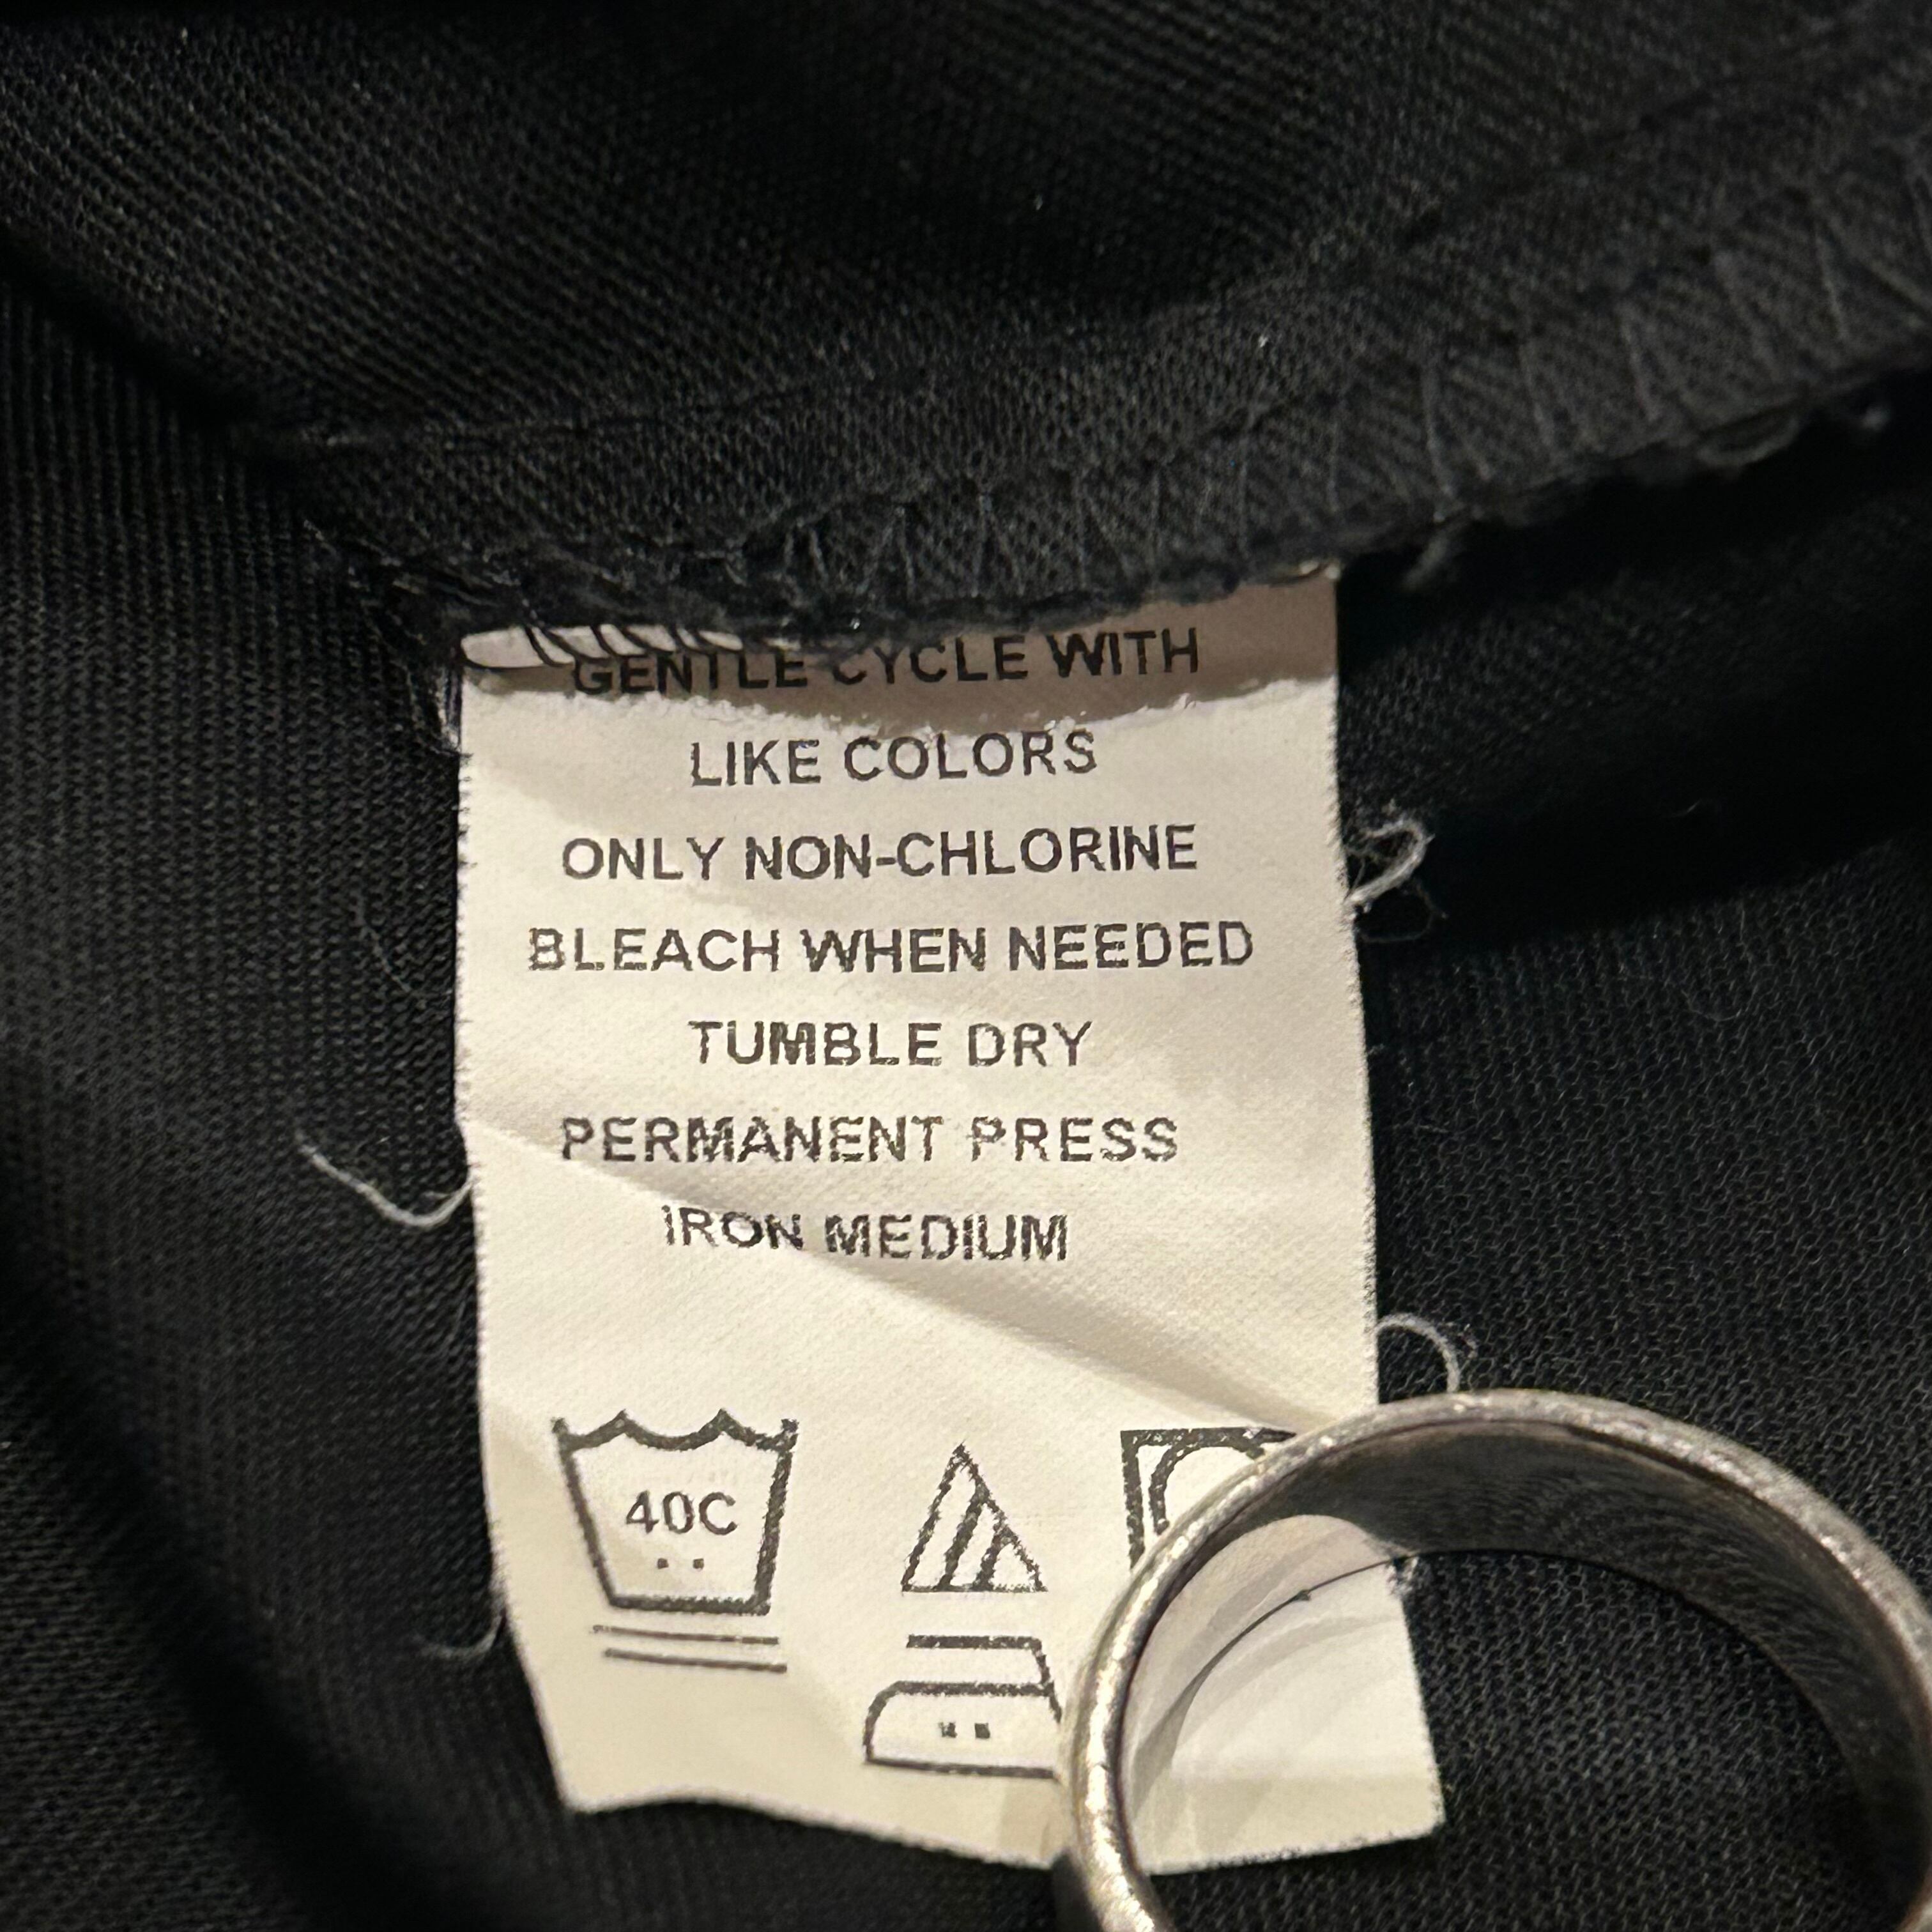 GENTLE CYCLE WITH
LIKE COLORS
ONLY NON-CHLORINE
BLEACH WHEN NEEDED
TUMBLE DRY
PERMANENT PRESS
IRON MEDIUM
40C